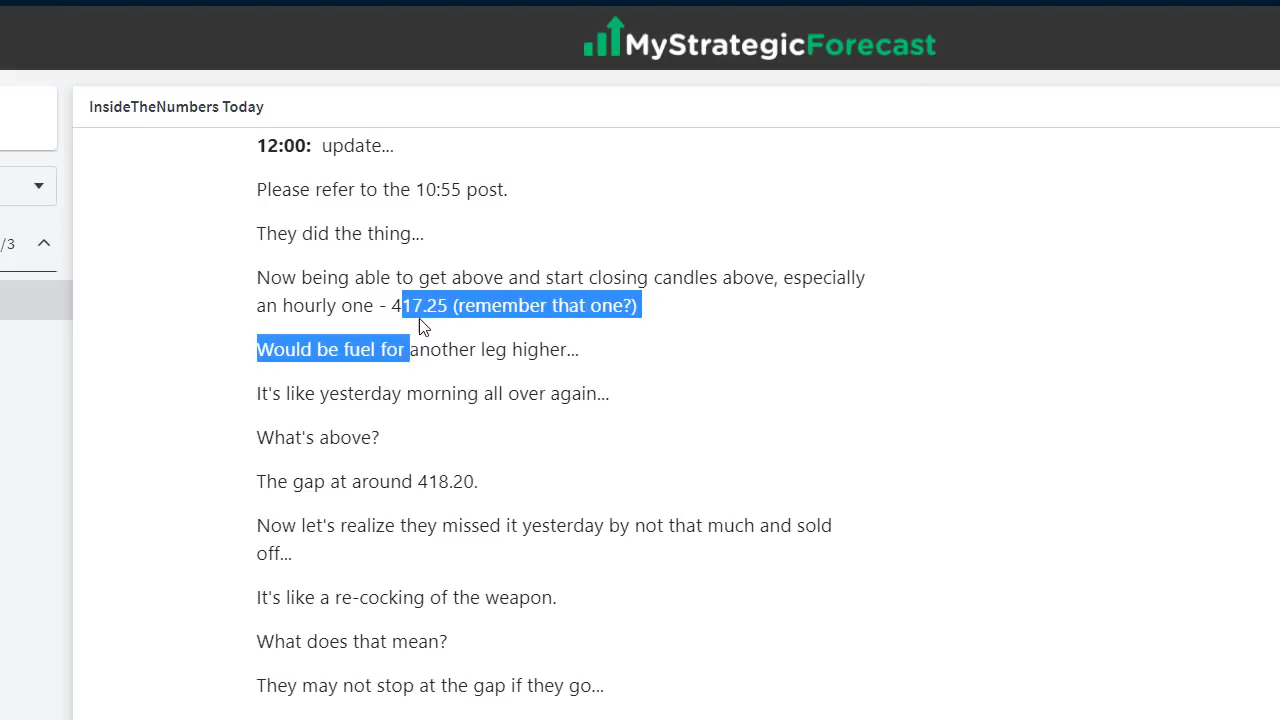 MyStrategicForecast
InsideTheNumbers Today
12:00: update...
Please refer to the 10:55 post.
They did the thing...
/3
Now being able to get above and start closing candles above, especially
an hourly one - 417.25 (remember that one?)
Would be fuel for another leg higher...
It's like yesterday morning all over again...
What's above?
The gap at around 418.20.
Now let's realize they missed it yesterday by not that much and sold
off...
It's like a re-cocking of the weapon.
What does that mean?
They may not stop at the gap if they go...